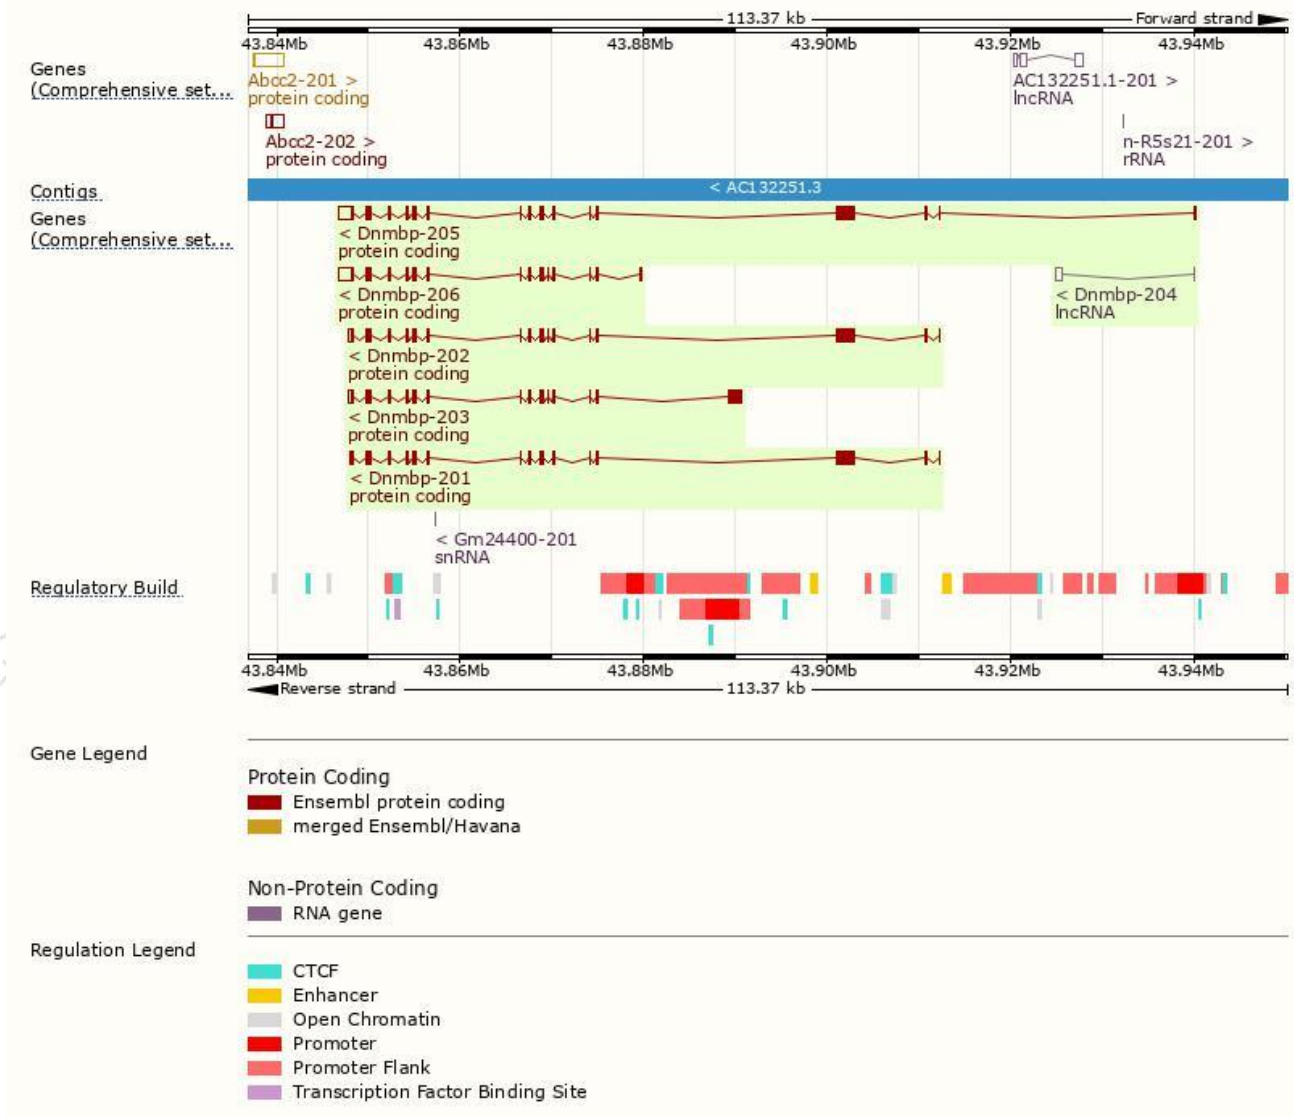 113.37 kb
Forward strand
43.84Mb 43.86Mb 43.88Mb 43.90Mb 43.92Mb 43.94Mb
Genes
(Comprehensive set...
Abcc2-201 >
protein coding
AC132251.1-201 >
lncRNA
Abcc2-202 >
protein coding
n-R5s21-201 >
rRNA
Contigs
< AC132251.3
Genes
(Comprehensive set...
< Dnmbp-205
protein coding
< Dnmbp-206
protein coding
< Dnmbp-204
lncRNA
< Dnmbp-202
protein coding
< Dnmbp-203
protein coding
< Dnmbp-201
protein coding
< Gm24400-201
snRNA
Regulatory Build
43.84Mb 43.86Mb 43.88Mb 43.90Mb 43.92Mb 43.94Mb
Reverse strand
113.37 kb
Gene Legend
Protein Coding
Ensembl protein coding
merged Ensembl/Havana
Non-Protein Coding
RNA gene
Regulation Legend
CTCF
Enhancer
Open Chromatin
Promoter
Promoter Flank
Transcription Factor Binding Site